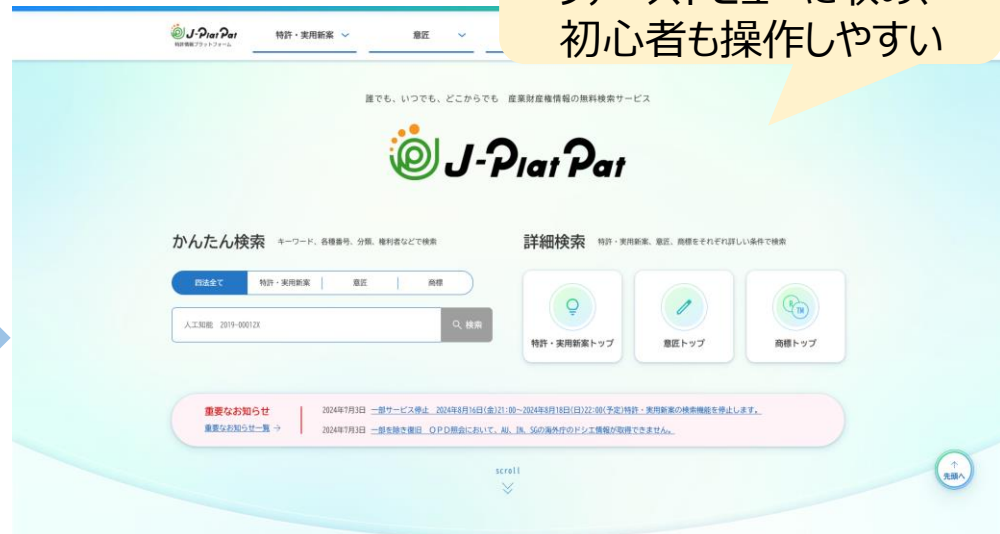 ファーストビューに収め、
初心者も操作しやすい
J-PlatPat
特許情報プラットフォーム
特許・実用新案
意匠
誰でも、いつでも、どこからでも 産業財産権情報の無料検索サービス
J-PlatPat
かんたん検索 キーワード、各種番号、分類、権利者などで検索
四法全て 特許・実用新案 意匠 商標
人工知能 2019-00012X
検索
詳細検索 特許・実用新案、意匠、商標をそれぞれ詳しい条件で検索
R TM
特許・実用新案トップ
意匠トップ
商標トップ
重要なお知らせ
重要なお知らせ一覧 →
2024年7月3日 一部サービス停止 2024年8月16日(金)21:00~2024年8月18日(日)22:00(予定)特許・実用新案の検索機能を停止します。
2024年7月3日 一部を除き復旧 OPD照会において、AU、IN、SGの海外庁のドシエ情報が取得できません。
scroll
↑
先頭へ